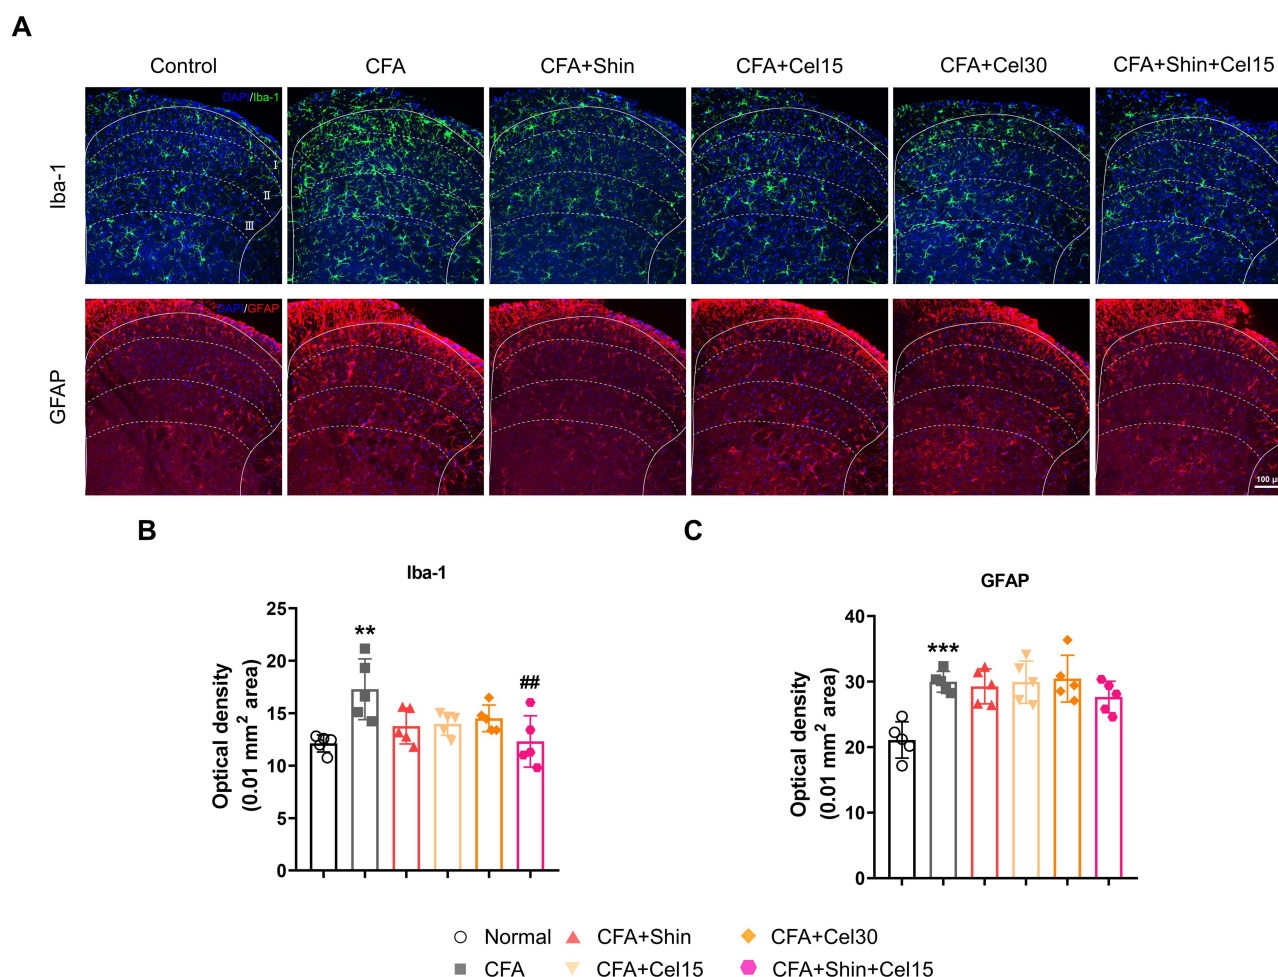 A
Control CFA CFA+Shin CFA+Cel15 CFA+Cel30 CFA+Shin+Cel15
Iba-1
DAPI/Iba-1
I
II
III
GFAP
DAPI/GFAP
100 μ
B
C
Iba-1
GFAP
Optical density
(0.01 mm² area)
25
20
15
10
5
0
**
##
Optical density
(0.01 mm² area)
40
30
20
10
0
***
Normal CFA+Shin CFA+Cel30
CFA CFA+Cel15 CFA+Shin+Cel15